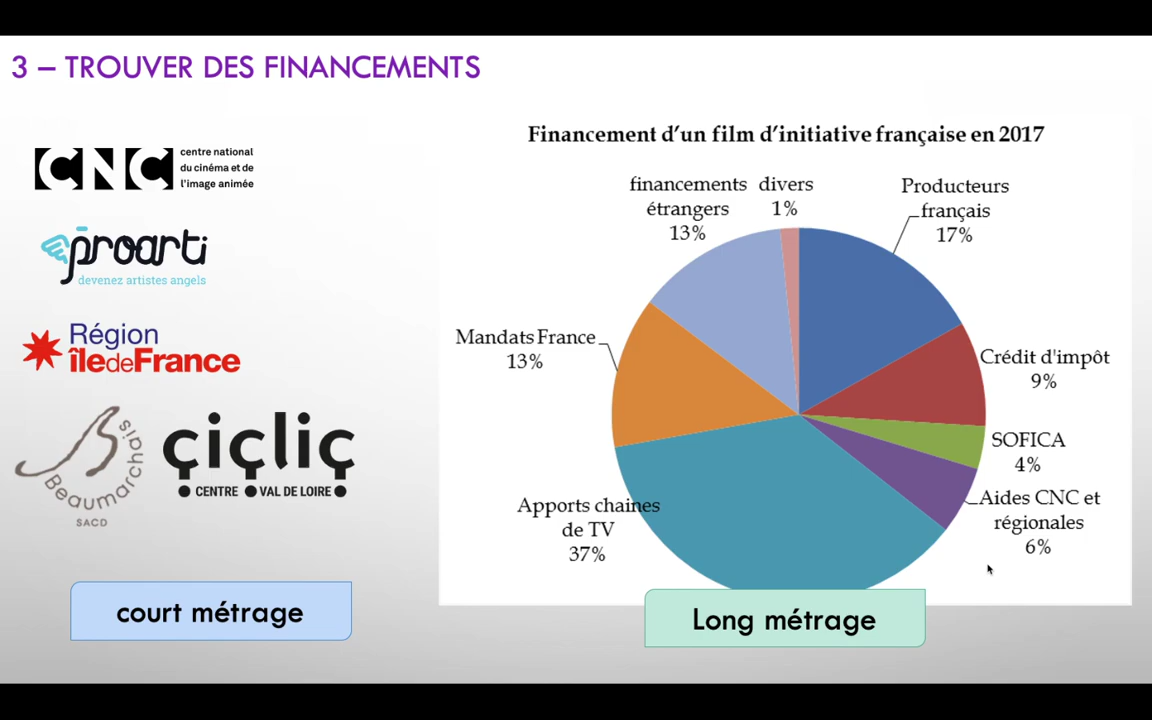 3 – TROUVER DES FINANCEMENTS
CNC
centre national
du cinéma et de
l'image animée
proarti
devenez artistes angels
Région
îledeFrance
Beaumarchais
SACD
çiçliç
CENTRE VAL DE LOIRE
court métrage
Financement d'un film d'initiative française en 2017
financements
étrangers
13%
divers
1%
Producteurs
français
17%
Mandats France
13%
Crédit d'impôt
9%
SOFICA
4%
Aides CNC et
régionales
6%
Apports chaines
de TV
37%
Long métrage